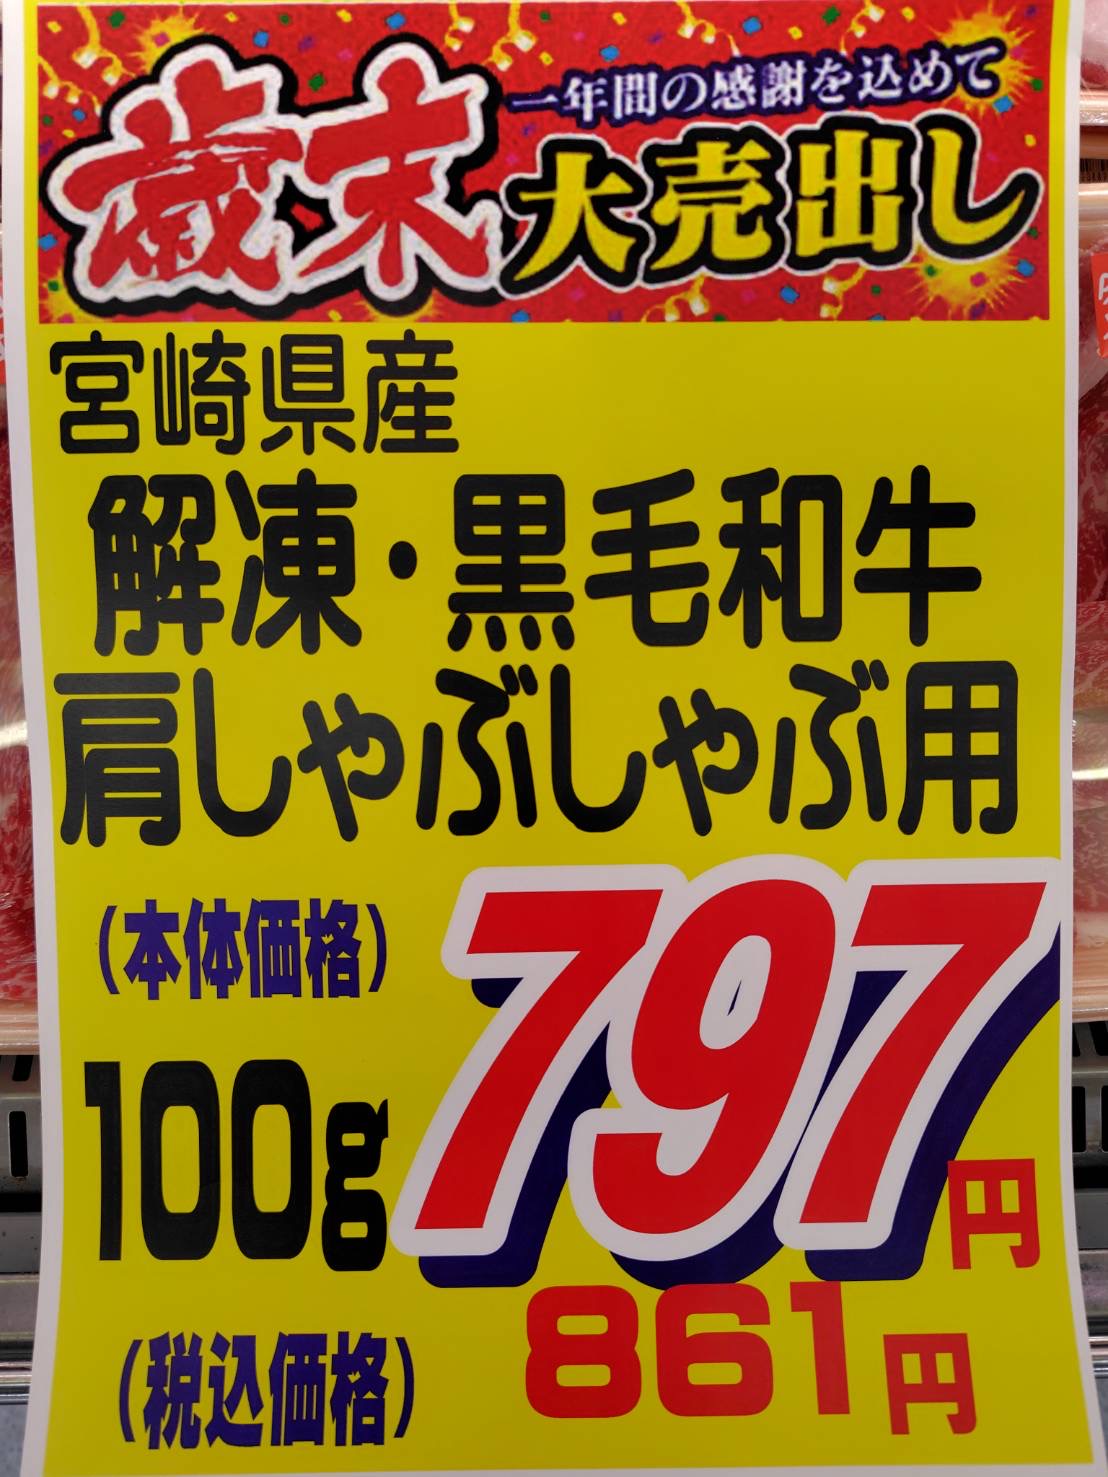 一年間の感謝を込めて
歳末大売出し
宮崎県産
解凍・黒毛和牛
肩しゃぶしゃぶ用
(本体価格)
100g 797円
(税込価格) 861円